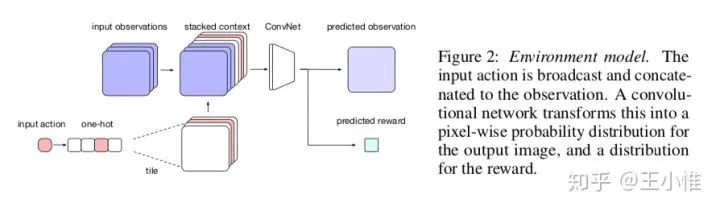 input observations
stacked context
ConvNet
predicted observation
input action
one-hot
tile
predicted reward
Figure 2: Environment model. The
input action is broadcast and concate-
nated to the observation. A convolu-
tional network transforms this into a
pixel-wise probability distribution for
the output image, and a distribution
for the reward.
知乎 @王小惟